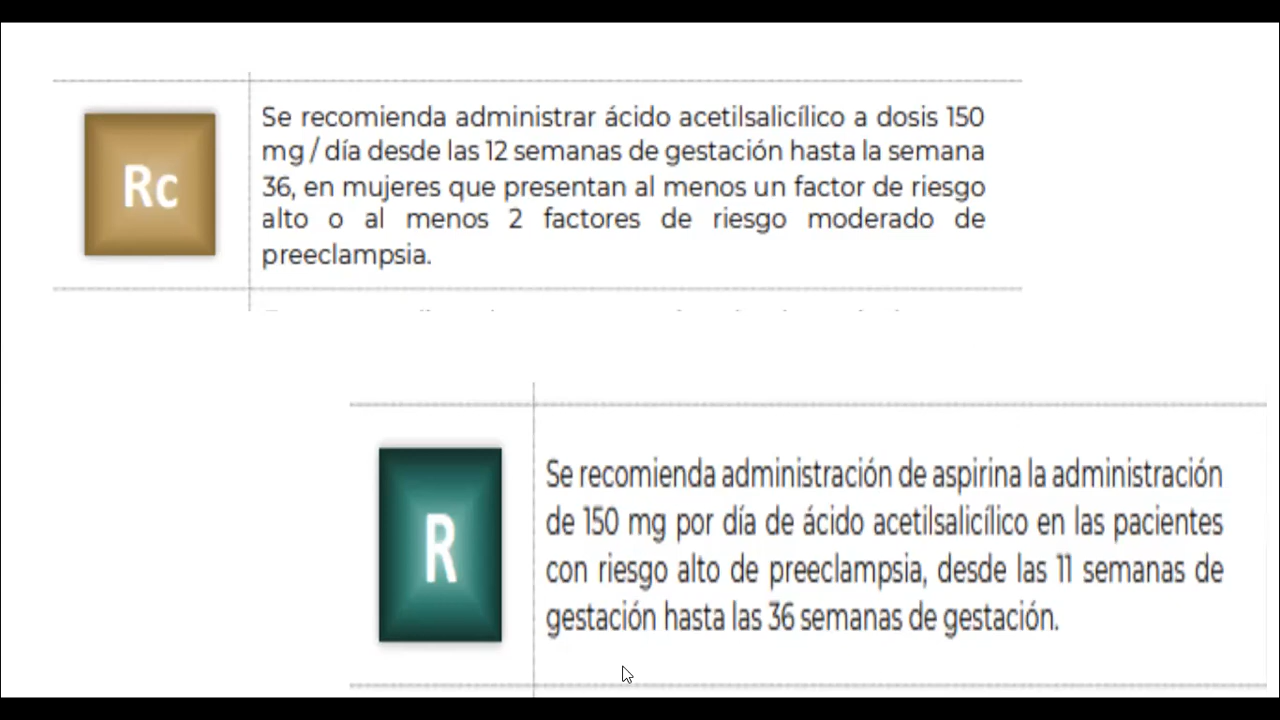 Rc
Se recomienda administrar ácido acetilsalicílico a dosis 150
mg / día desde las 12 semanas de gestación hasta la semana
36, en mujeres que presentan al menos un factor de riesgo
alto o al menos 2 factores de riesgo moderado de
preeclampsia.
R
Se recomienda administración de aspirina la administración
de 150 mg por día de ácido acetilsalicílico en las pacientes
con riesgo alto de preeclampsia, desde las 11 semanas de
gestación hasta las 36 semanas de gestación.